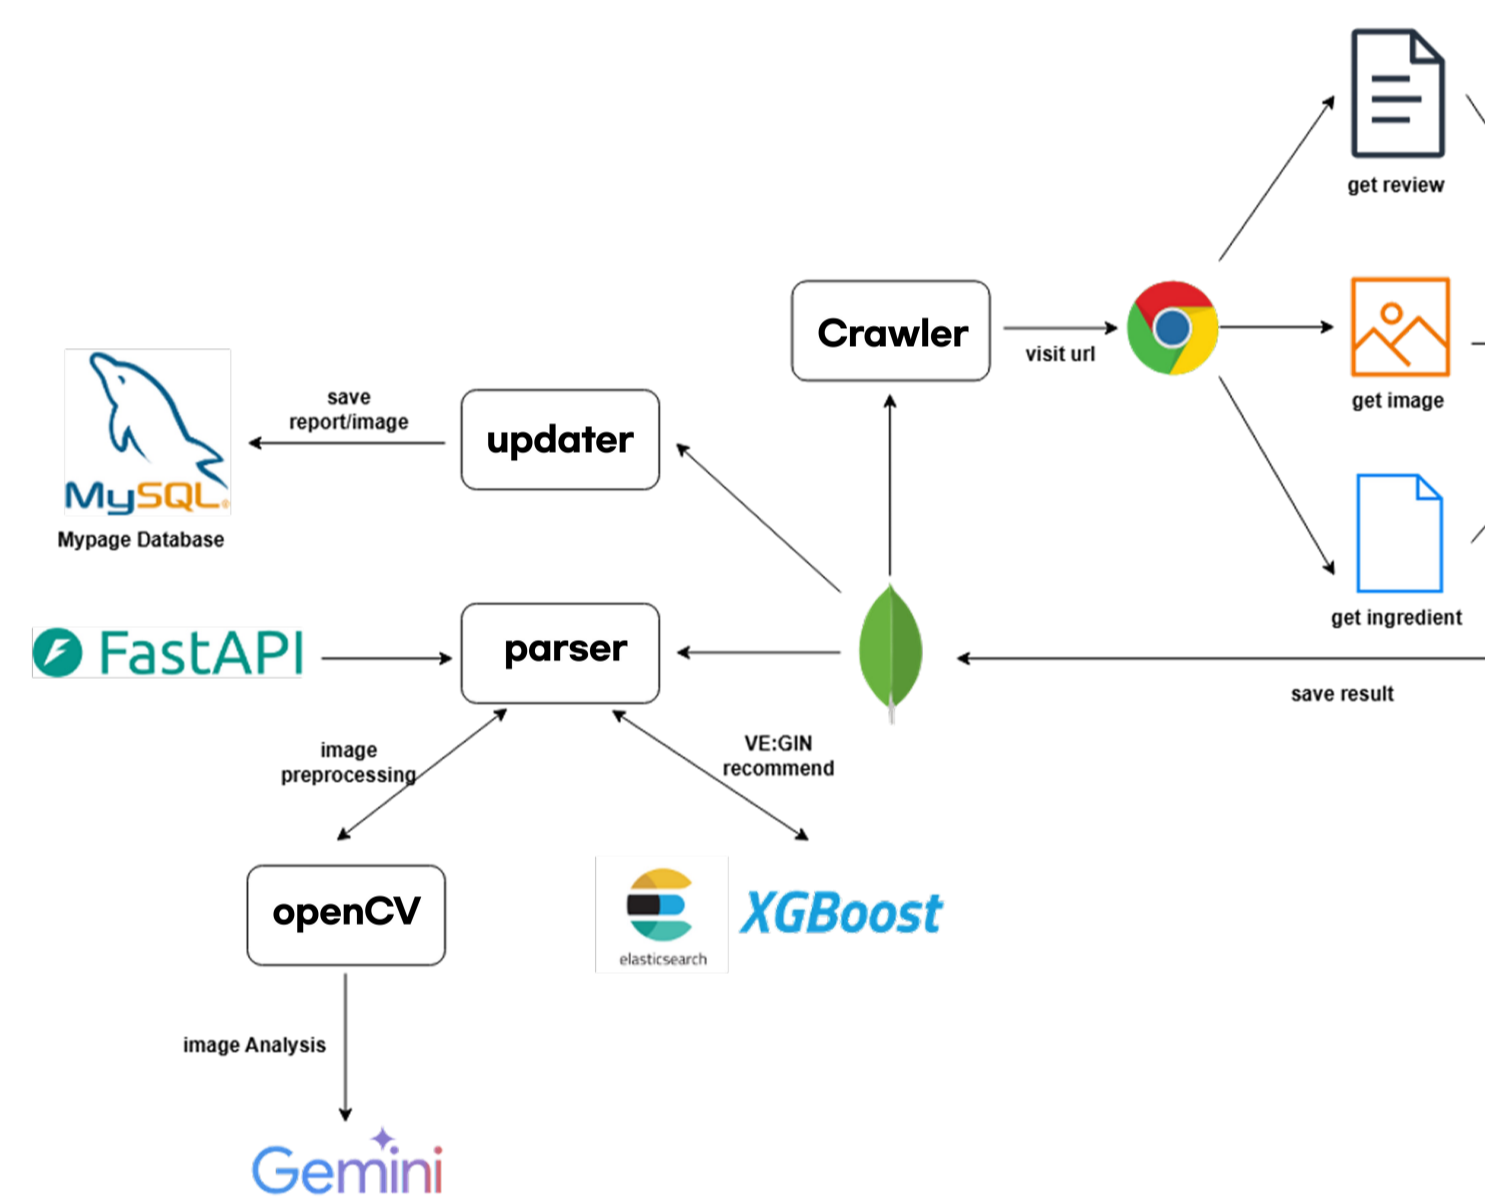 get review
Crawler
visit url
get image
save
report/image
updater
MySQL®
Mypage Database
get ingredient
FastAPI
parser
save result
image
preprocessing
VE:GIN
recommend
openCV
elasticsearch
XGBoost
image Analysis
Gemini